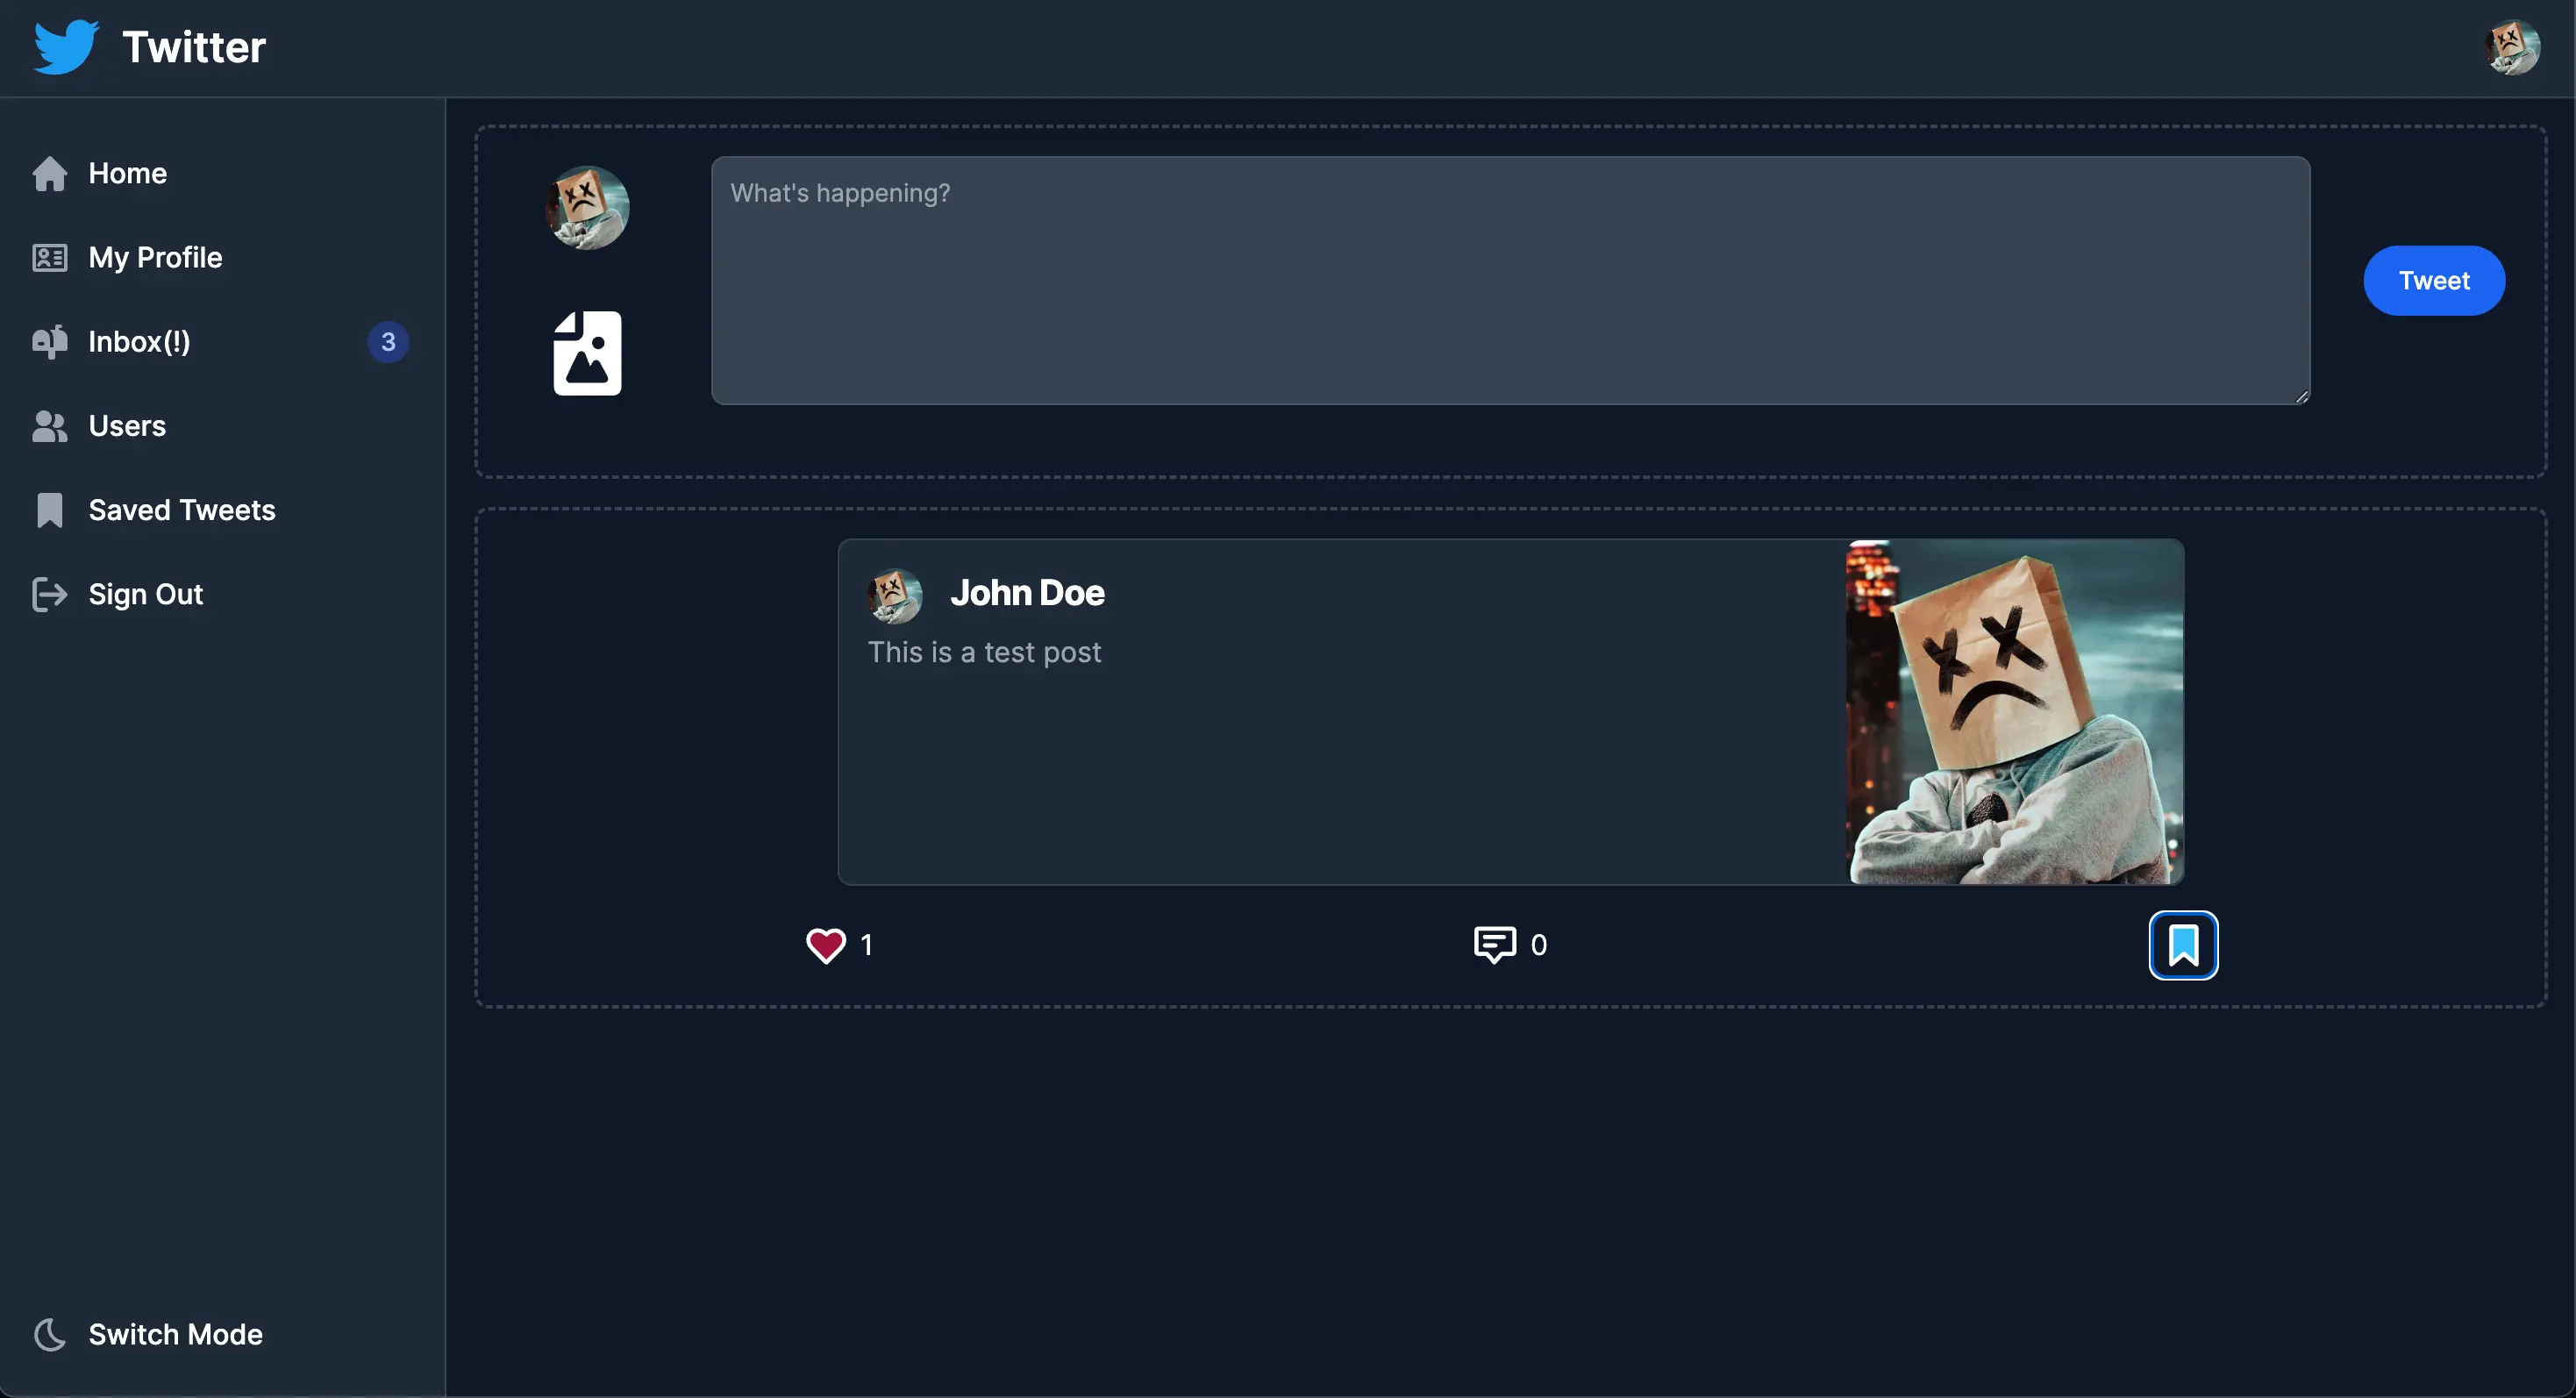 Twitter
Home
My Profile
Inbox(!)
3
Users
Saved Tweets
Sign Out
Switch Mode
What's happening?
Tweet
John Doe
This is a test post
1
0